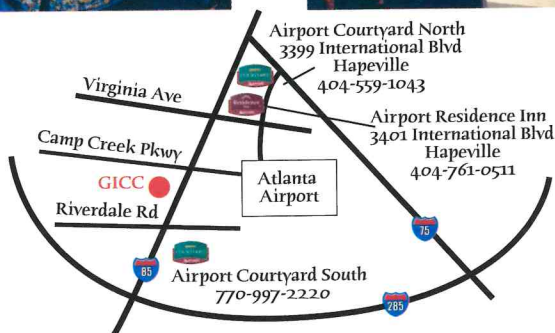 Airport Courtyard North
3399 International Blvd
Hapeville
404-559-1043
Virginia Ave
Residence
Airport Residence Inn
3401 International Blvd
Hapeville
404-761-0511
Camp Creek Pkwy
GICC
Atlanta
Airport
Riverdale Rd
75
85
Airport Courtyard South
770-997-2220
285